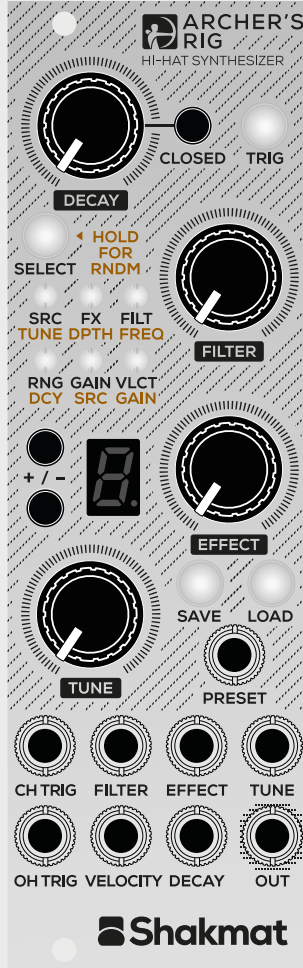 ARCHER'S
RIG
HI-HAT SYNTHESIZER
CLOSED TRIG
DECAY
HOLD
FOR
RNDM
SELECT
SRC FX FILT
TUNE DPTH FREQ
FILTER
RNG GAIN VLCT
DCY SRC GAIN
+ / -
EFFECT
SAVE LOAD
TUNE
PRESET
CH TRIG FILTER EFFECT TUNE
OH TRIG VELOCITY DECAY OUT
Shakmat